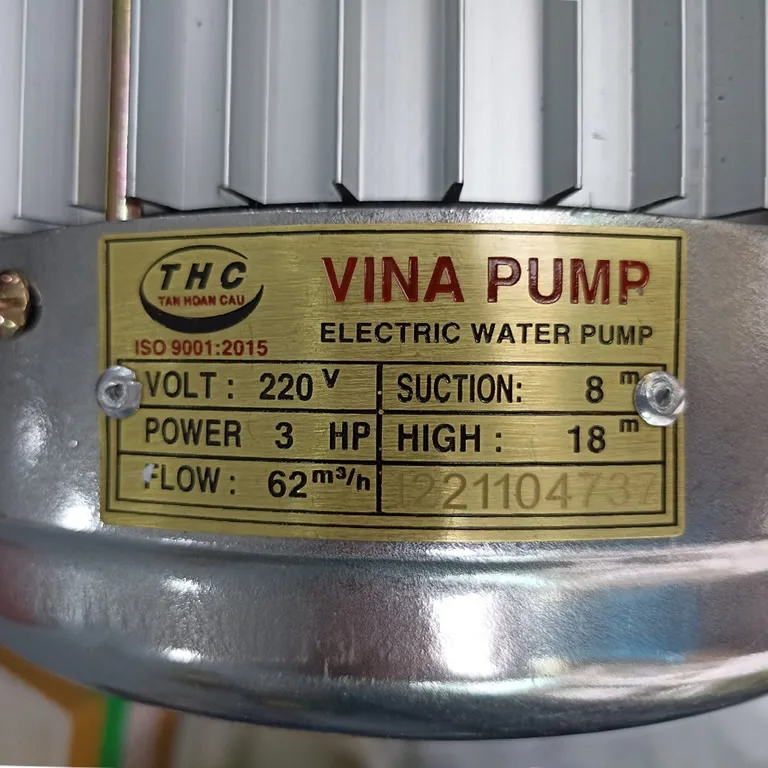 THC
TAN HOAN CAU
ISO 9001:2015
VINA PUMP
ELECTRIC WATER PUMP
VOLT : 220 V
SUCTION: 8 m
POWER 3 HP
HIGH : 18 m
FLOW : 62 m³/h
1221104737